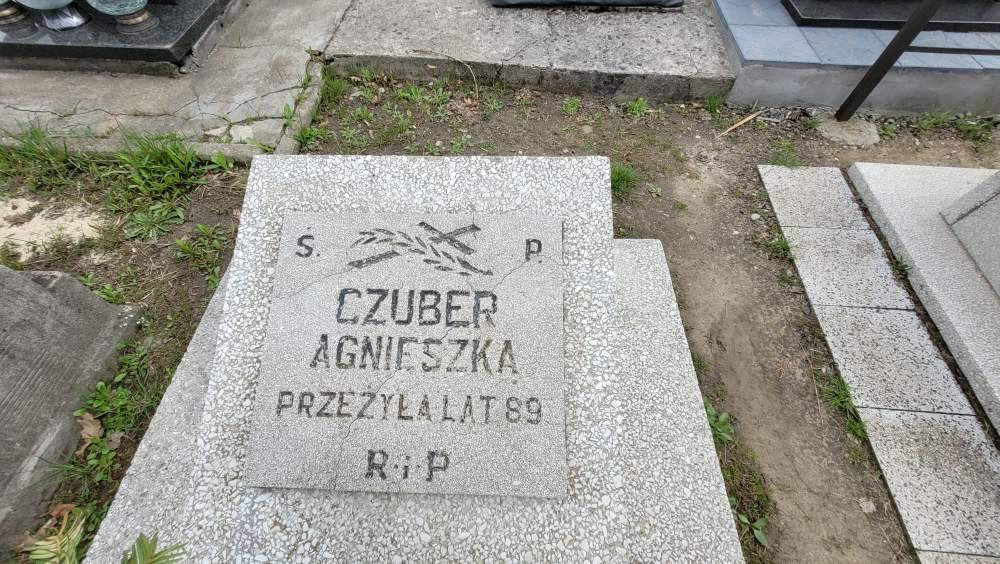 Ś. P.
CZUBER
AGNIESZKA
PRZEŻYŁA LAT 89
R·i·P